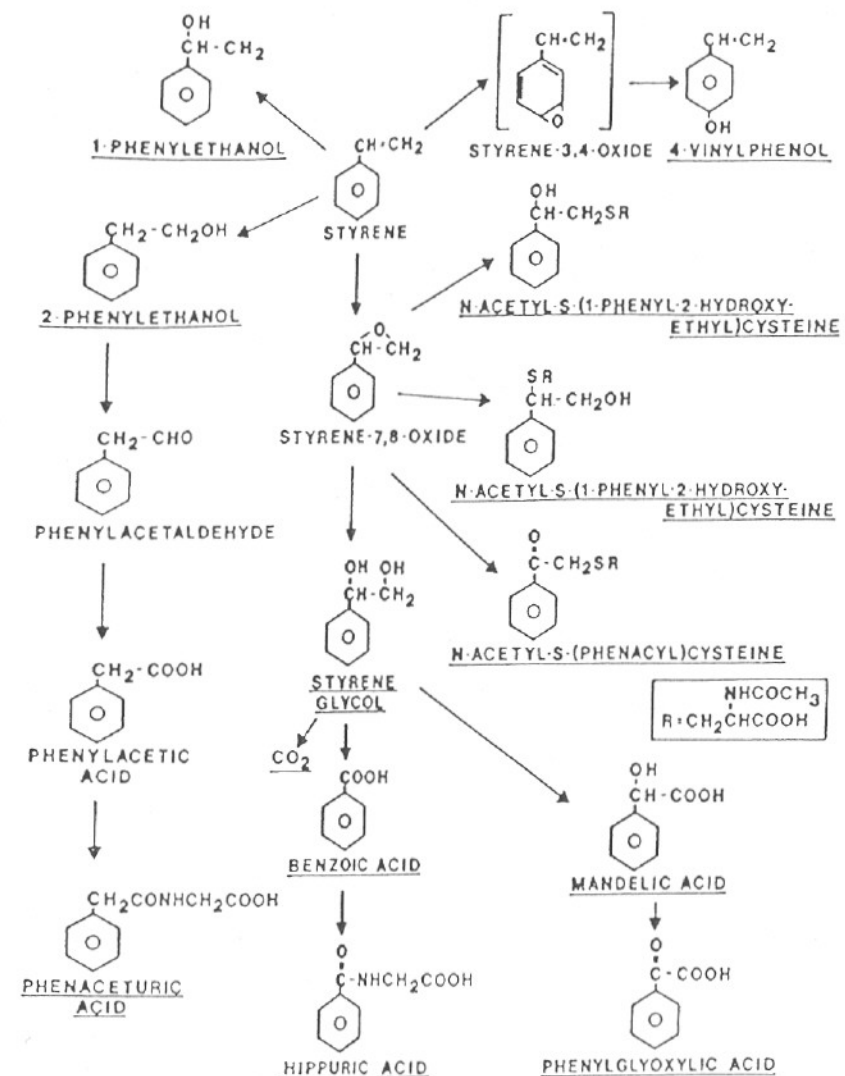 OH
CH-CH2
1-PHENYLETHANOL
CH=CH2
STYRENE
CH=CH2
O
STYRENE-3,4-OXIDE
CH=CH2
OH
4-VINYLPHENOL
CH2-CH2OH
2-PHENYLETHANOL
OH
CH-CH2SR
N-ACETYL-S-(1-PHENYL-2-HYDROXY-
ETHYL)CYSTEINE
O
CH-CH2
STYRENE-7,8-OXIDE
SR
CH-CH2OH
N-ACETYL-S-(1-PHENYL-2-HYDROXY-
ETHYL)CYSTEINE
CH2-CHO
PHENYLACETALDEHYDE
O
C-CH2SR
N-ACETYL-S-(PHENACYL)CYSTEINE
OH OH
CH-CH2
STYRENE
GLYCOL
CO2
CH2-COOH
PHENYLACETIC
ACID
NHCOCH3
R=CH2CHCOOH
COOH
BENZOIC ACID
OH
CH-COOH
MANDELIC ACID
CH2CONHCH2COOH
PHENACETURIC
ACID
O
C-NHCH2COOH
HIPPURIC ACID
O
C-COOH
PHENYLGLYOXYLIC ACID